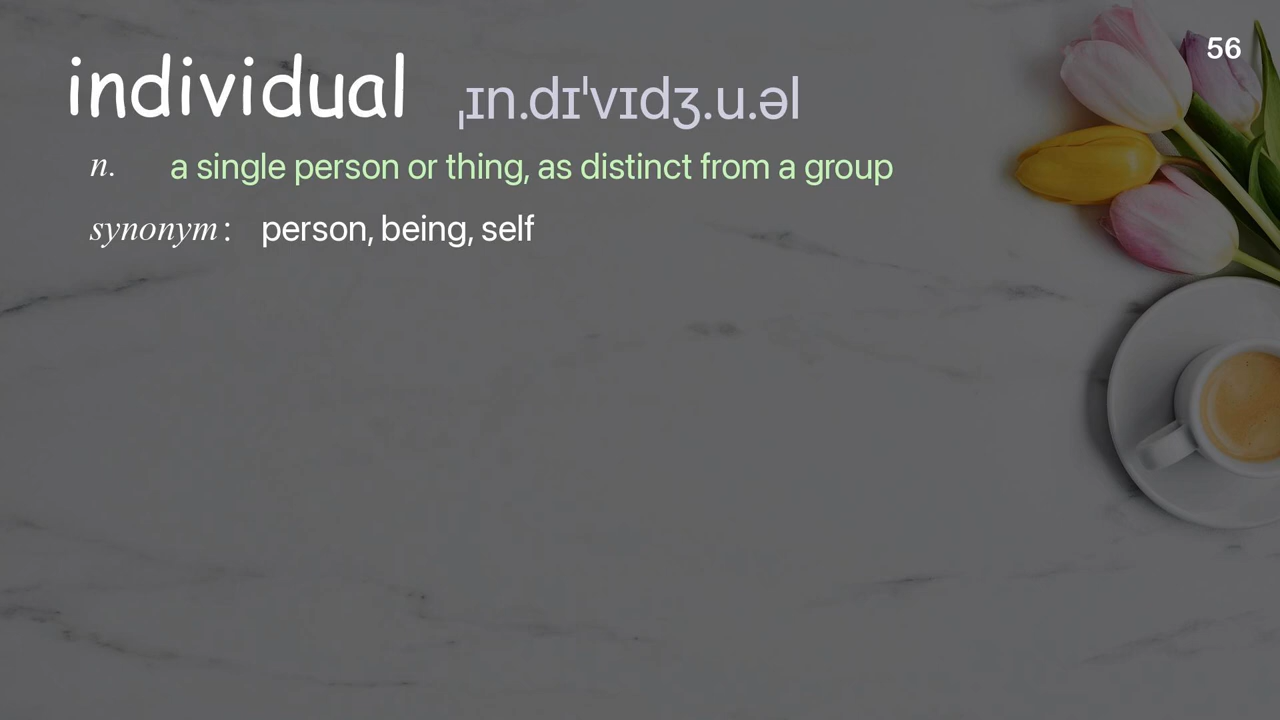 56
individual ˌɪn.dɪˈvɪdʒ.u.əl
n. a single person or thing, as distinct from a group
synonym : person, being, self